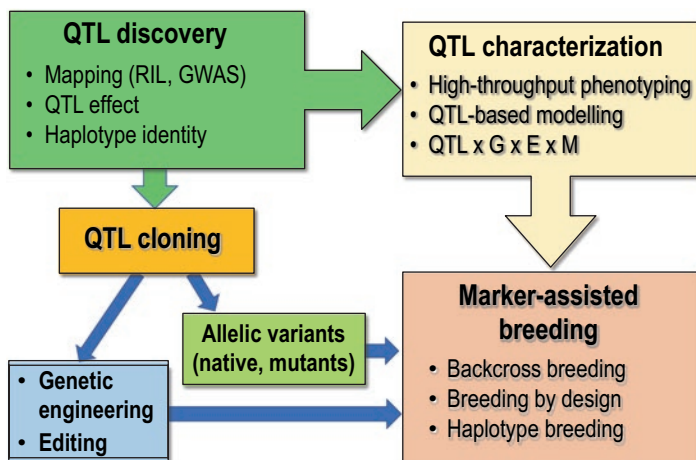 QTL discovery
• Mapping (RIL, GWAS)
• QTL effect
• Haplotype identity
QTL characterization
• High-throughput phenotyping
• QTL-based modelling
• QTL x G x E x M
QTL cloning
Allelic variants
(native, mutants)
• Genetic
engineering
• Editing
Marker-assisted
breeding
• Backcross breeding
• Breeding by design
• Haplotype breeding